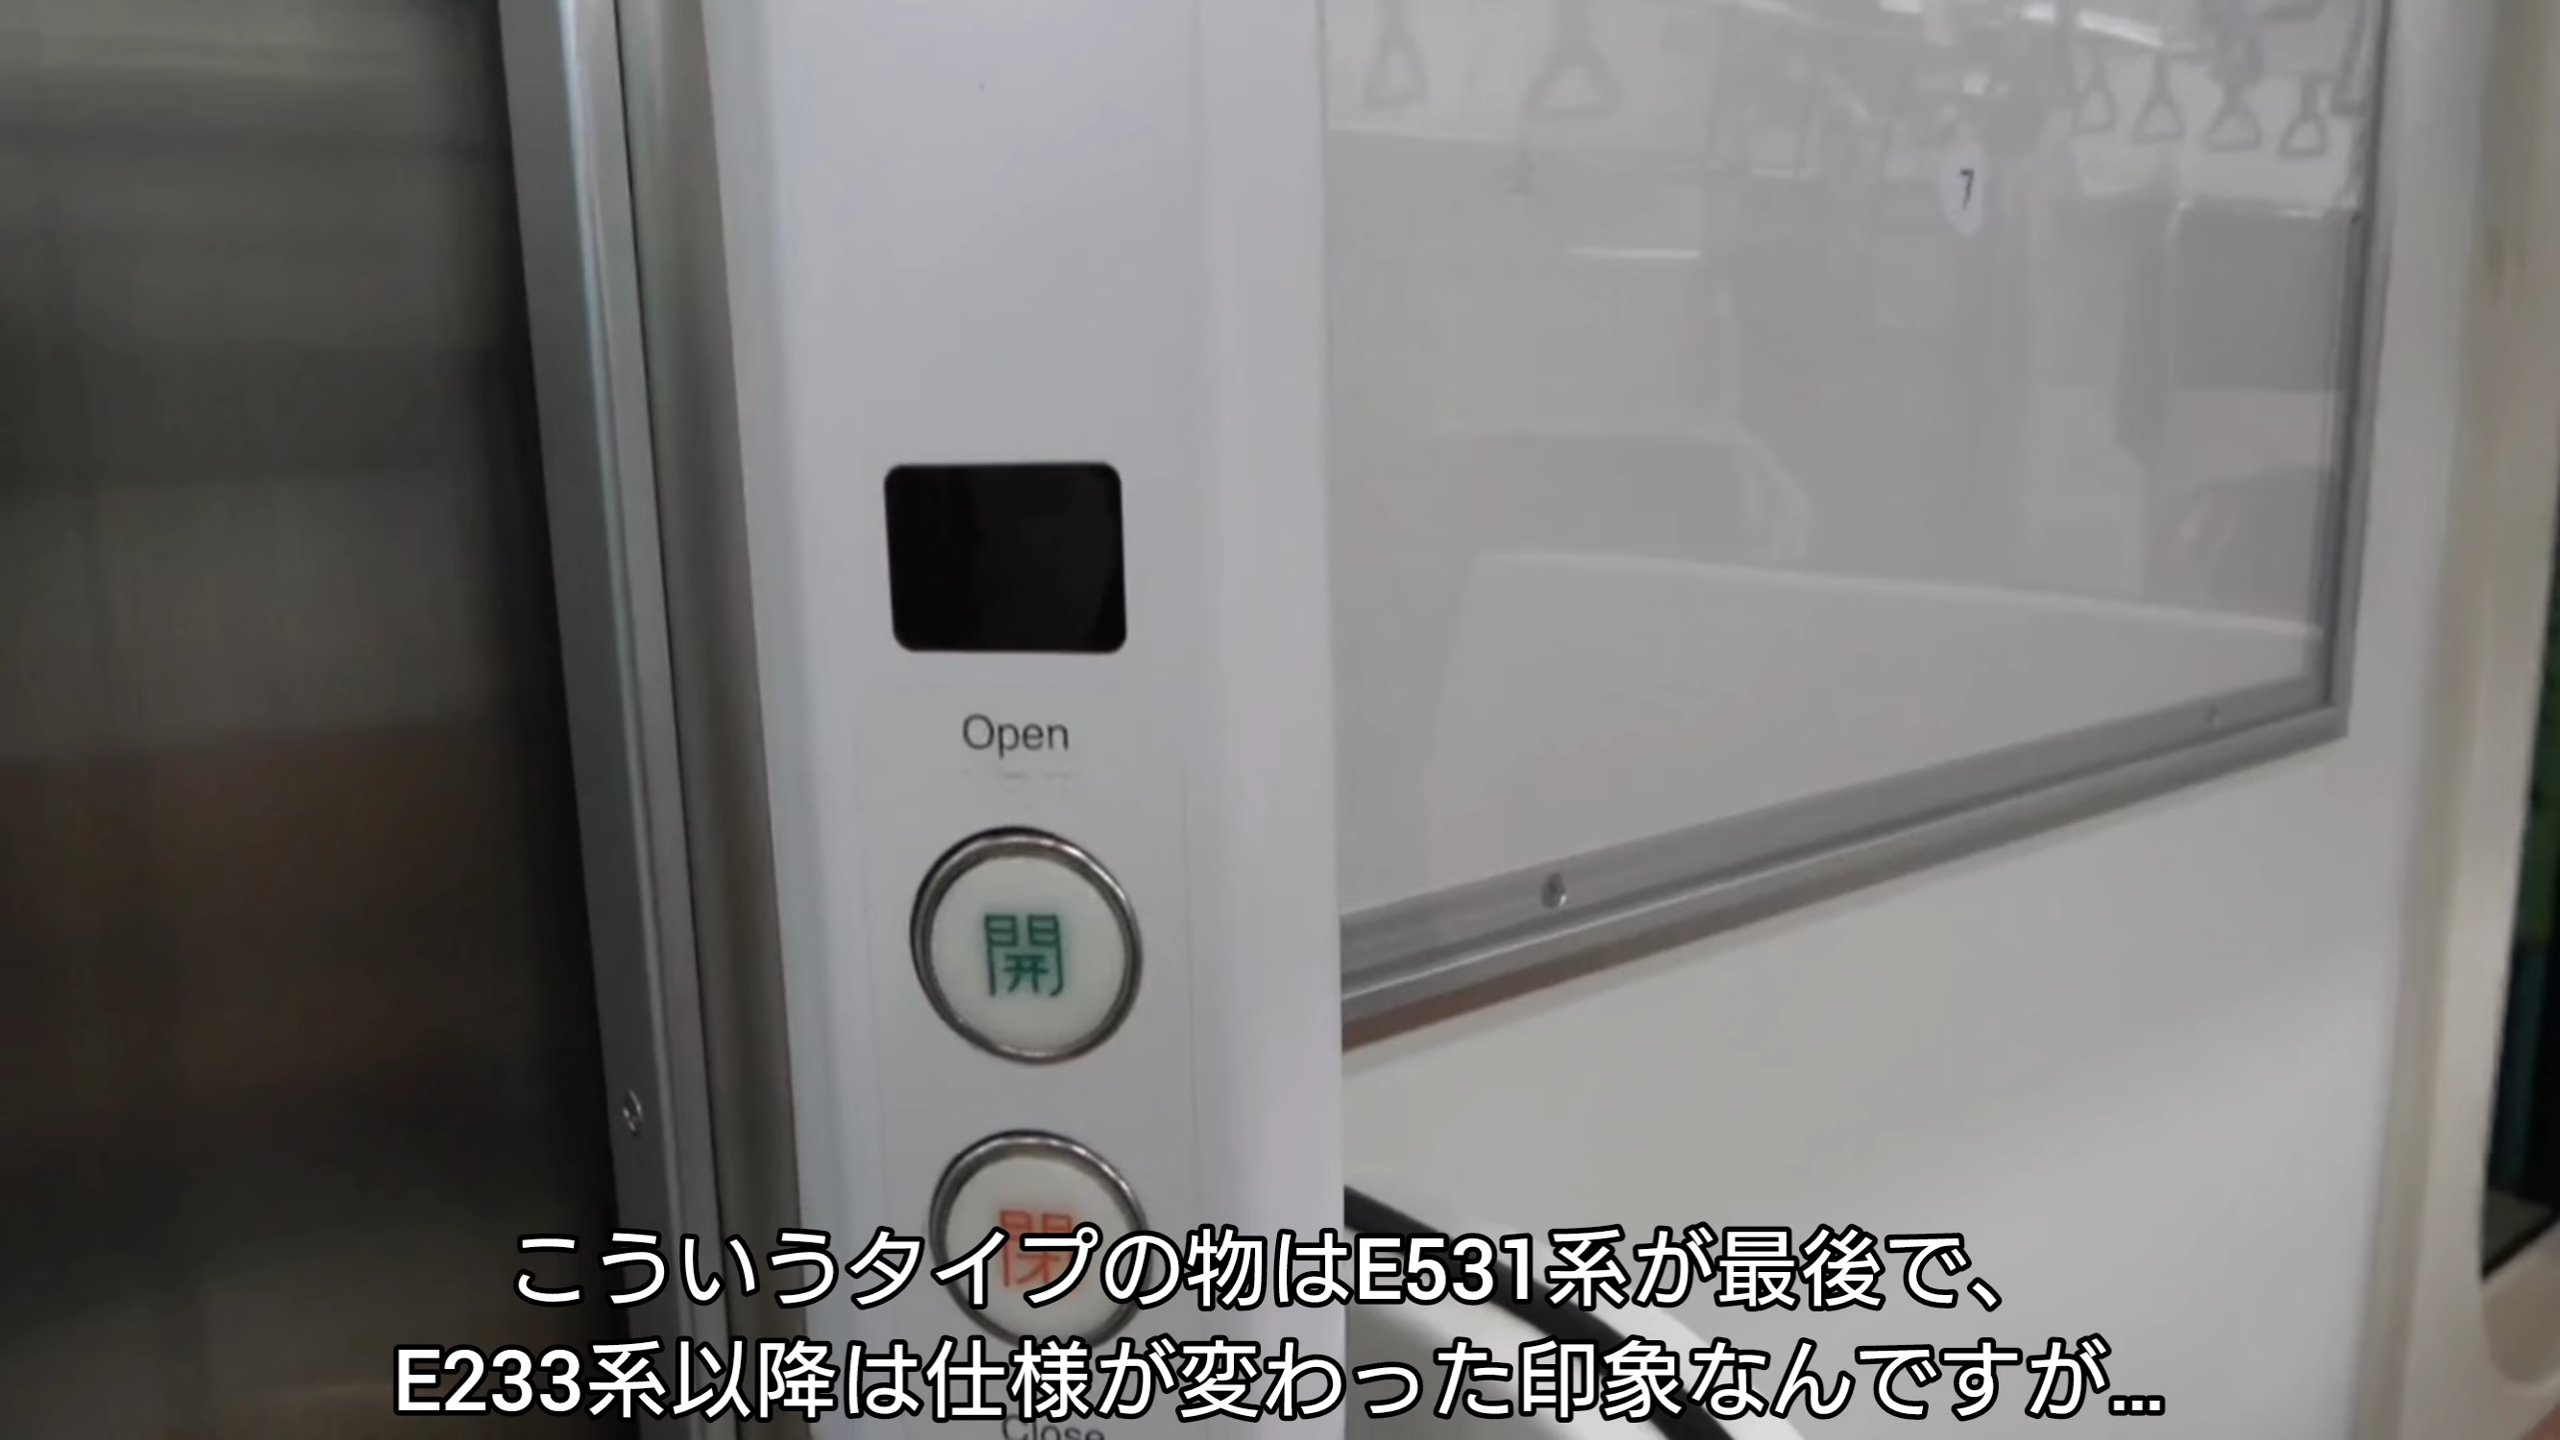 7
Open
開
閉
こういうタイプの物はE531系が最後で、
E233系以降は仕様が変わった印象なんですが...
Close